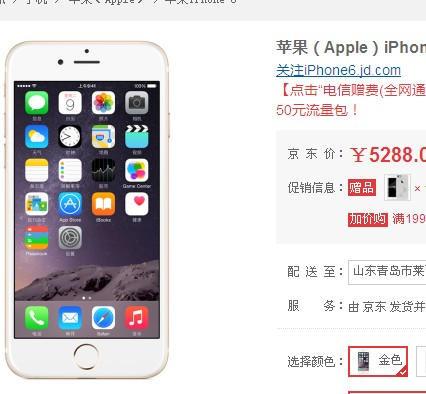 手机 > 苹果（Apple） > 苹果iPhone 6
苹果（Apple）iPhon
关注iPhone6.jd.com
【点击“电信赠费(全网通
50元流量包！
京 东 价：￥5288.0
促销信息：赠品 ×
加价购 满199
配 送 至：山东青岛市莱
服 务：由 京东 发货并
选择颜色：金色
上午9:41 100%
信息 日历 照片 相机
星期二
9
天气 时钟 地图 视频
备忘录 提醒事项 股市 Game Center
App Store iBooks 健康
Passbook 设置
电话 邮件 Safari 音乐